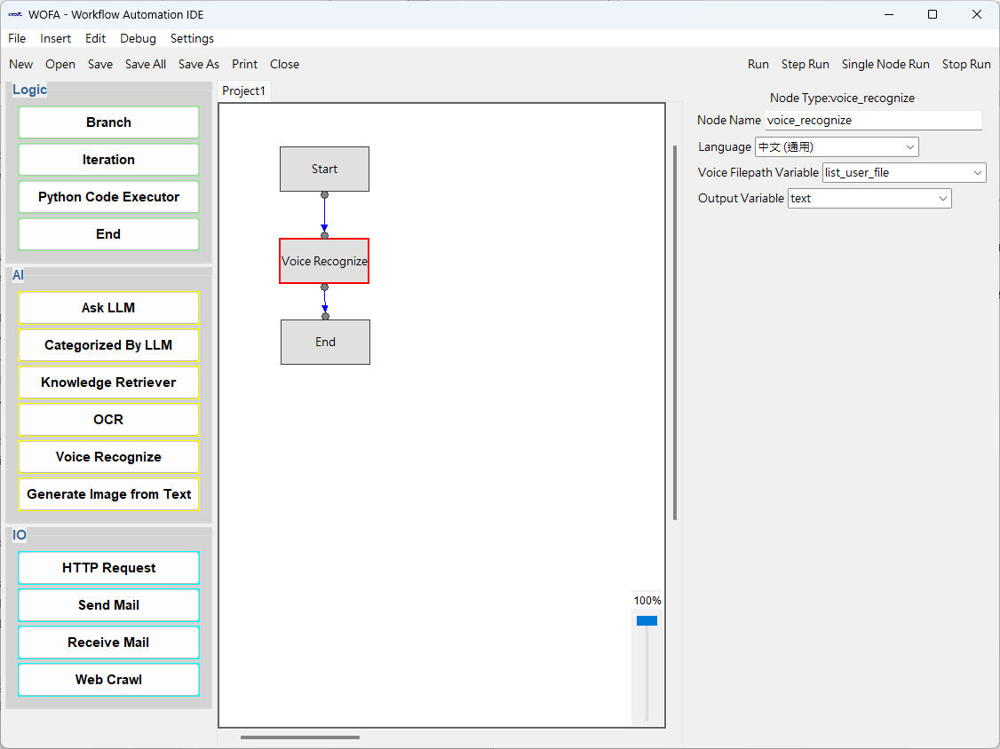 WOFA - Workflow Automation IDE
File Insert Edit Debug Settings
New Open Save Save All Save As Print Close Run Step Run Single Node Run Stop Run
Logic
Branch
Iteration
Python Code Executor
End
AI
Ask LLM
Categorized By LLM
Knowledge Retriever
OCR
Voice Recognize
Generate Image from Text
IO
HTTP Request
Send Mail
Receive Mail
Web Crawl
Project1
Start
Voice Recognize
End
100%
Node Type:voice_recognize
Node Name voice_recognize
Language 中文 (通用)
Voice Filepath Variable list_user_file
Output Variable text